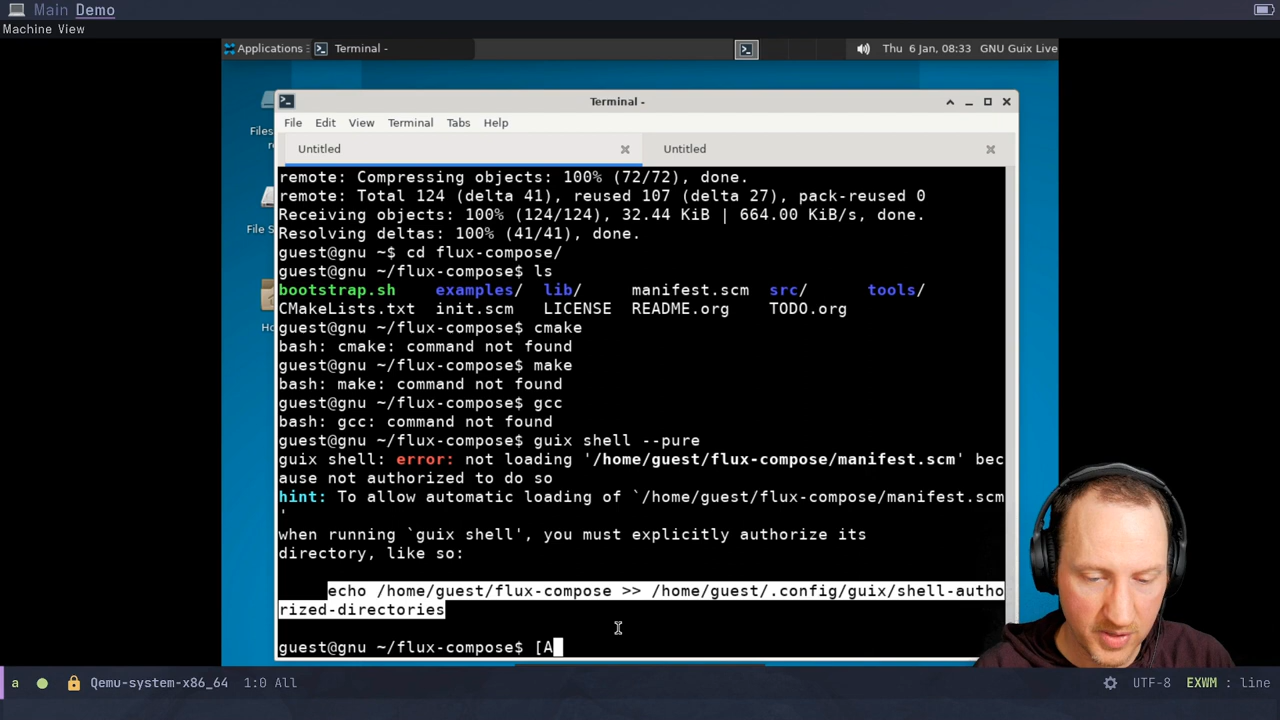 Main Demo
Machine View
Applications Terminal - Thu 6 Jan, 08:33 GNU Guix Live
Terminal -
File Edit View Terminal Tabs Help
Untitled Untitled
remote: Compressing objects: 100% (72/72), done.
remote: Total 124 (delta 41), reused 107 (delta 27), pack-reused 0
Receiving objects: 100% (124/124), 32.44 KiB | 664.00 KiB/s, done.
Resolving deltas: 100% (41/41), done.
guest@gnu ~$ cd flux-compose/
guest@gnu ~/flux-compose$ ls
bootstrap.sh examples/ lib/ manifest.scm src/ tools/
CMakeLists.txt init.scm LICENSE README.org TODO.org
guest@gnu ~/flux-compose$ cmake
bash: cmake: command not found
guest@gnu ~/flux-compose$ make
bash: make: command not found
guest@gnu ~/flux-compose$ gcc
bash: gcc: command not found
guest@gnu ~/flux-compose$ guix shell --pure
guix shell: error: not loading '/home/guest/flux-compose/manifest.scm' bec
ause not authorized to do so
hint: To allow automatic loading of `/home/guest/flux-compose/manifest.scm
'
when running `guix shell', you must explicitly authorize its
directory, like so:
echo /home/guest/flux-compose >> /home/guest/.config/guix/shell-autho
rized-directories
guest@gnu ~/flux-compose$ [A
a Qemu-system-x86_64 1:0 All UTF-8 EXWM : line